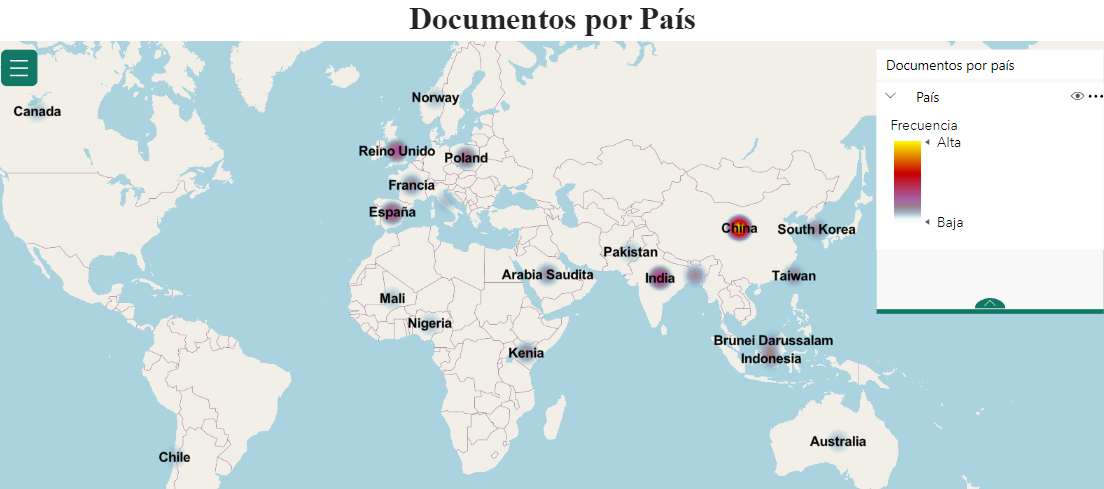 Documentos por País
Documentos por país
País
Frecuencia
Alta
Baja
Canada
Norway
Reino Unido
Poland
Francia
España
China
South Korea
Pakistan
Arabia Saudita
India
Taiwan
Mali
Nigeria
Kenia
Brunei Darussalam
Indonesia
Australia
Chile